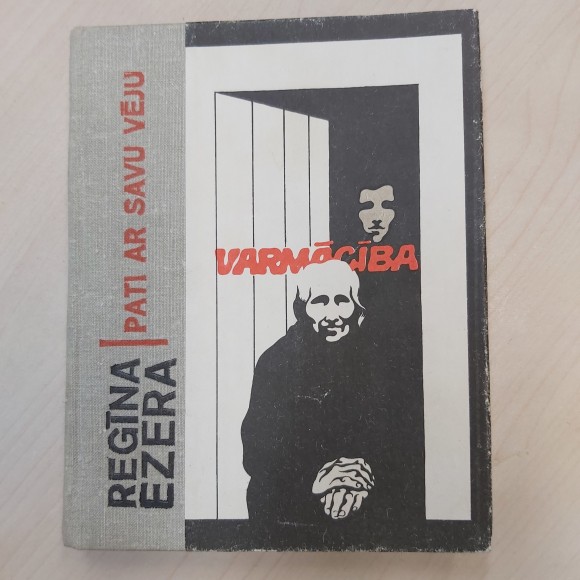 REGĪNA
EZERA
PATI AR SAVU VĒJU
VARMĀCĪBA